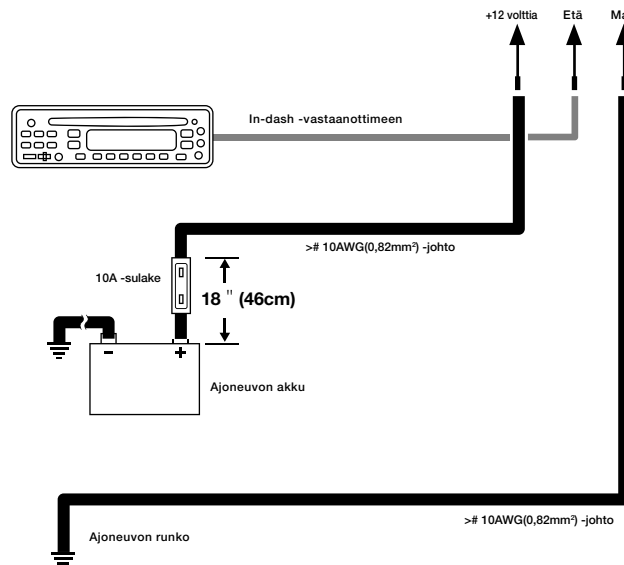 +12 volttia Etä Ma
In-dash -vastaanottimeen
># 10AWG(0,82mm²) -johto
10A -sulake
18 " (46cm)
− +
Ajoneuvon akku
># 10AWG(0,82mm²) -johto
Ajoneuvon runko